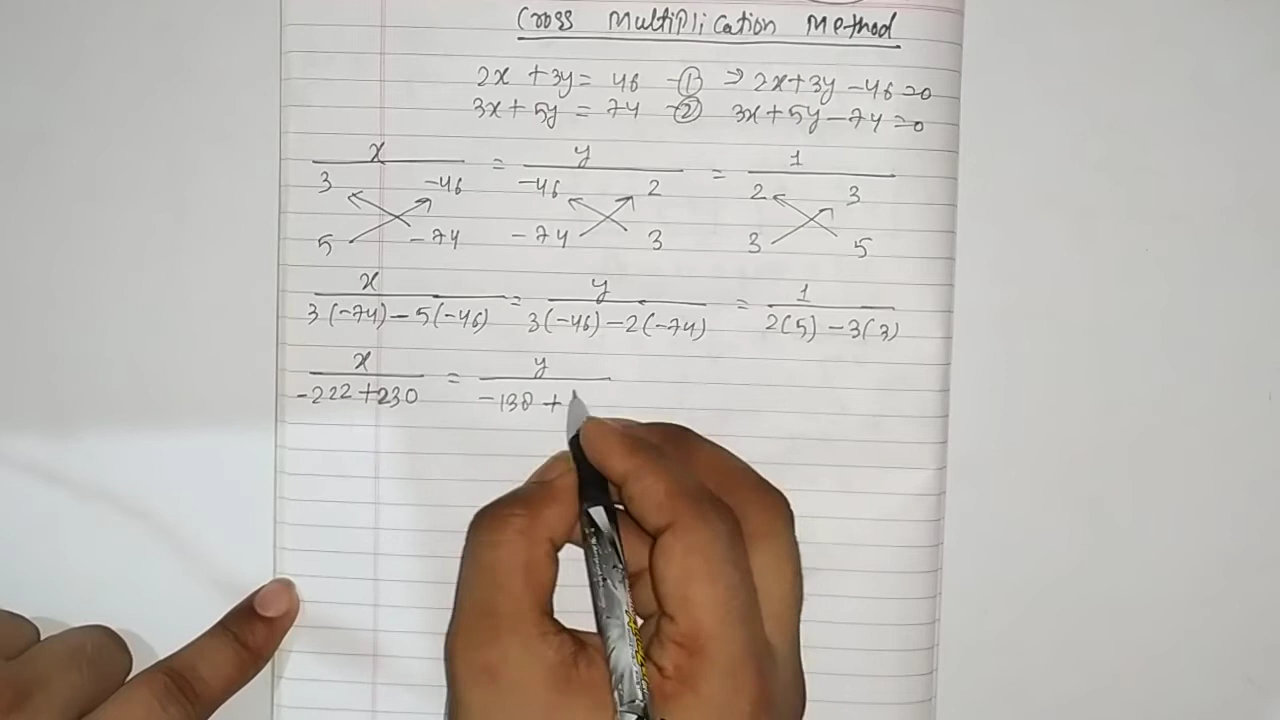 Cross Multiplication Method
2x + 3y = 46 -① ⇒ 2x+3y-46=0
3x + 5y = 74 -② 3x+5y-74=0
x = y = 1
3 -46 -46 2 2 3
5 -74 -74 3 3 5
x = y = 1
3(-74)-5(-46) 3(-46)-2(-74) 2(5)-3(3)
x = y
-222+230 -138 +